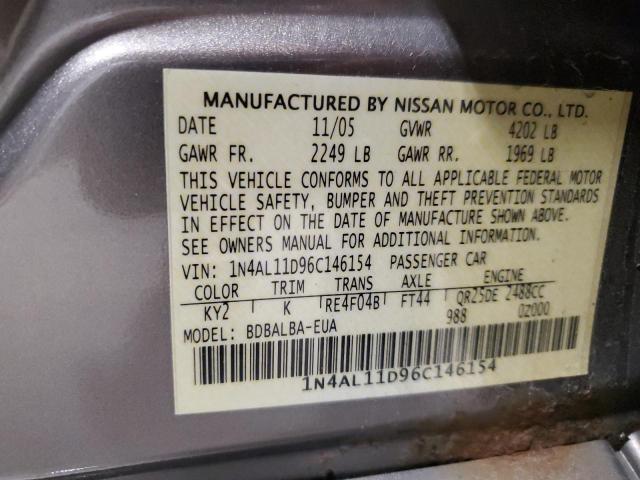 MANUFACTURED BY NISSAN MOTOR CO., LTD.
DATE 11/05 GVWR 4202 LB
GAWR FR. 2249 LB GAWR RR. 1969 LB
THIS VEHICLE CONFORMS TO ALL APPLICABLE FEDERAL MOTOR
VEHICLE SAFETY, BUMPER AND THEFT PREVENTION STANDARDS
IN EFFECT ON THE DATE OF MANUFACTURE SHOWN ABOVE.
SEE OWNERS MANUAL FOR ADDITIONAL INFORMATION.
VIN: 1N4AL11D96C146154 PASSENGER CAR
COLOR TRIM TRANS AXLE ENGINE
KY2 K RE4F04B FT44 QR25DE 2488CC
MODEL: BDBALBA-EUA 988 0Z000
1N4AL11D96C146154